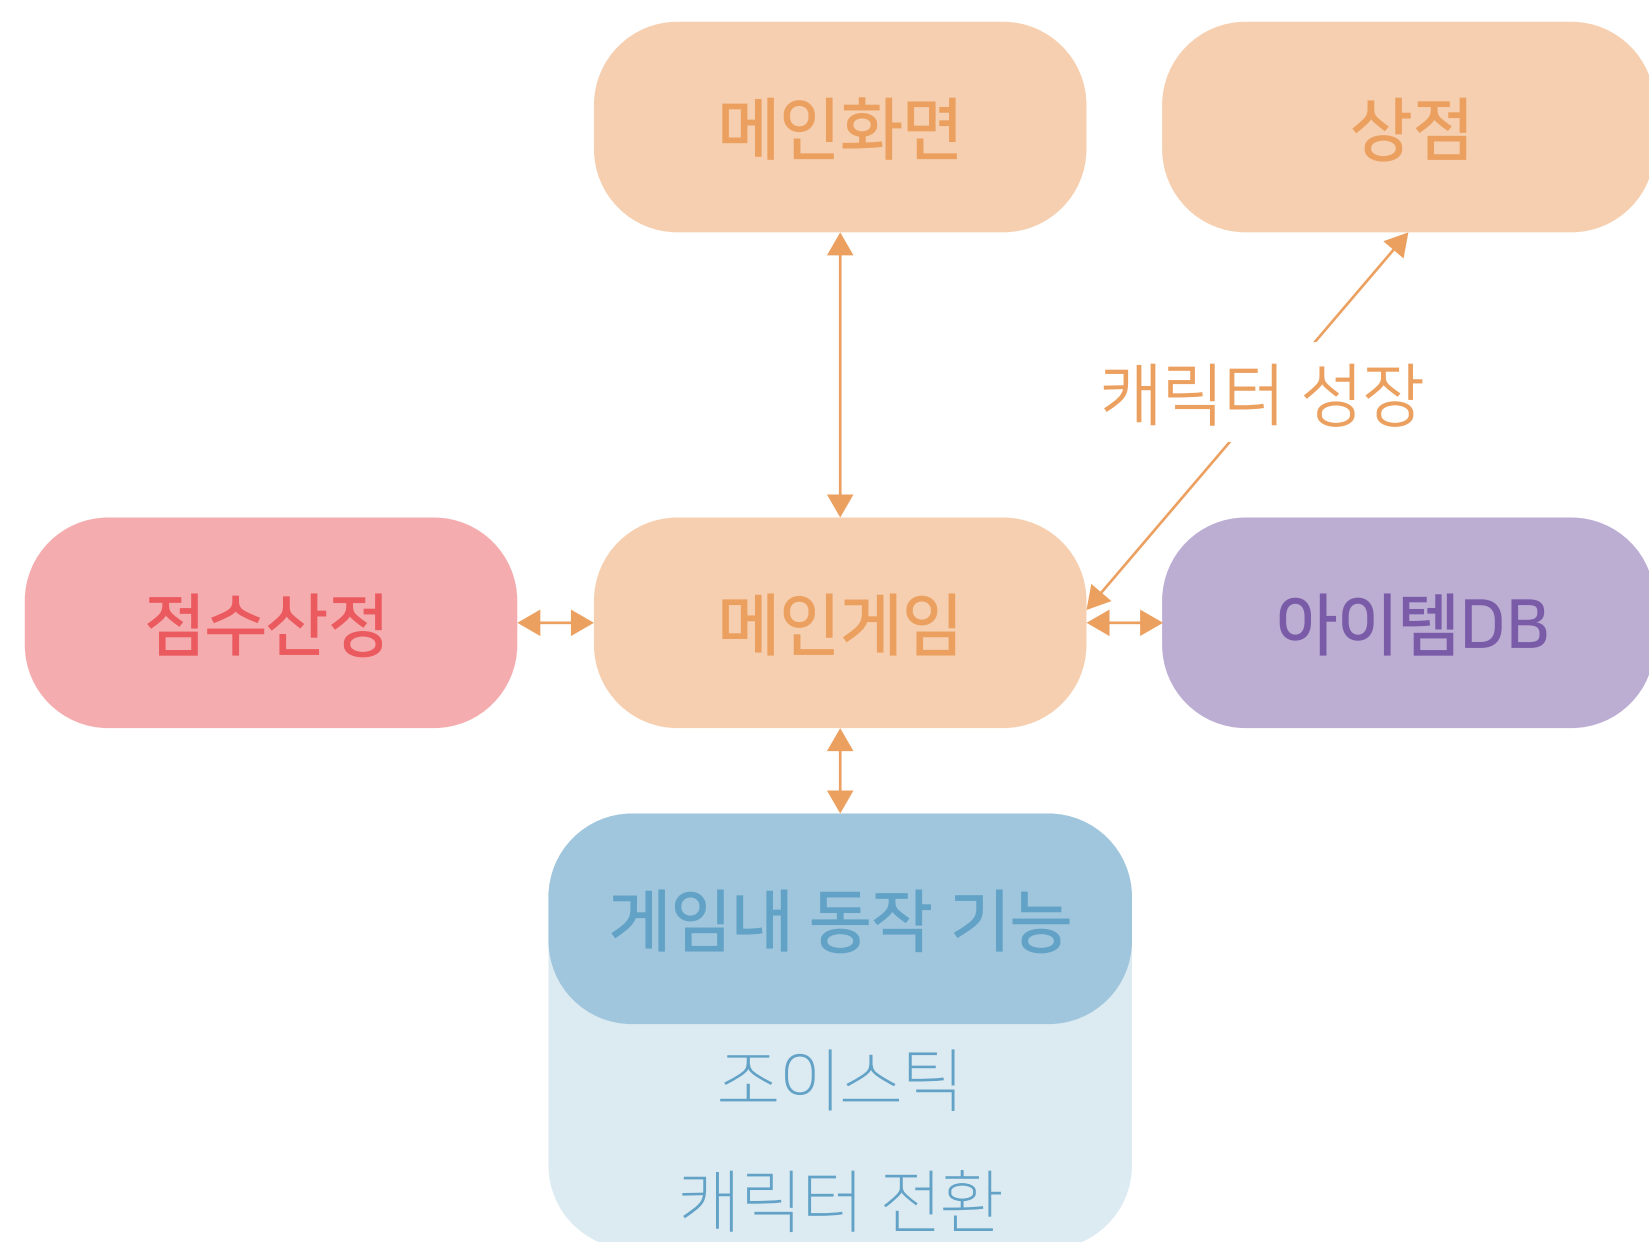 메인화면
상점
캐릭터 성장
점수산정
메인게임
아이템DB
게임내 동작 기능
조이스틱
캐릭터 전환